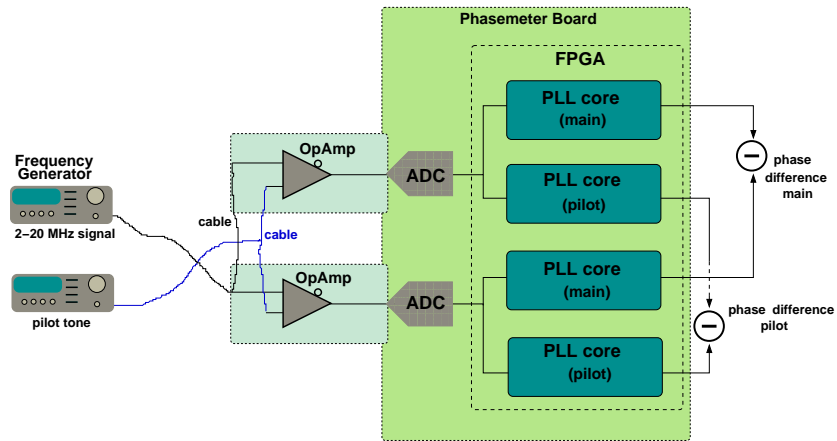 Phasemeter Board
FPGA
PLL core
(main)
OpAmp
ADC
PLL core
(pilot)
phase
difference
main
Frequency
Generator
2–20 MHz signal
cable
cable
PLL core
(main)
OpAmp
ADC
pilot tone
phase difference
pilot
PLL core
(pilot)